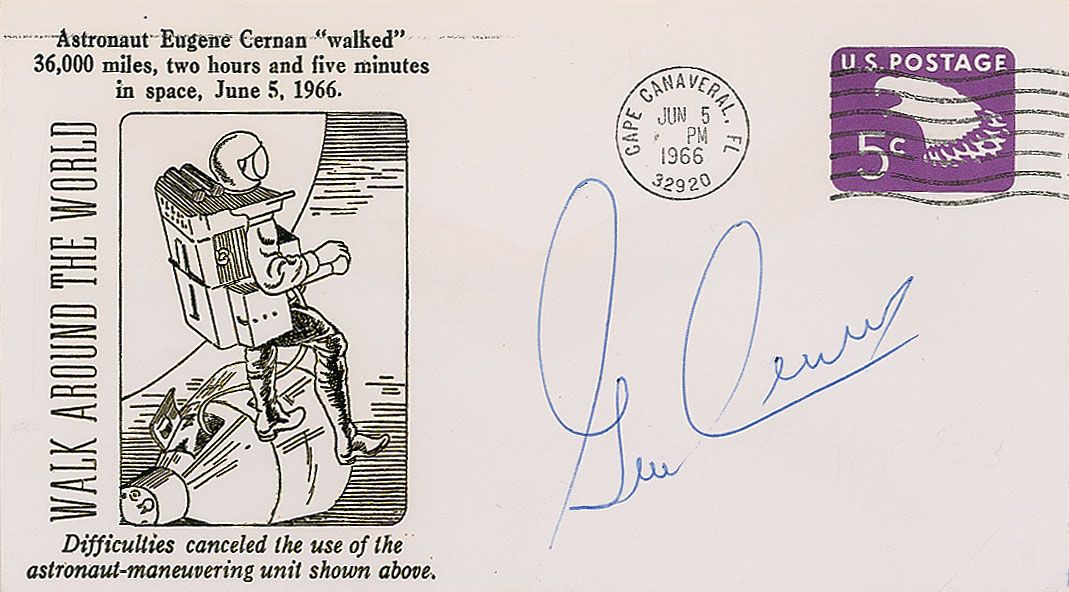 Astronaut Eugene Cernan “walked”
36,000 miles, two hours and five minutes
in space, June 5, 1966.
WALK AROUND THE WORLD
Difficulties canceled the use of the
astronaut-maneuvering unit shown above.
CAPE CANAVERAL, FL
JUN 5
PM
1966
32920
U.S. POSTAGE
5c
Gene Cernan